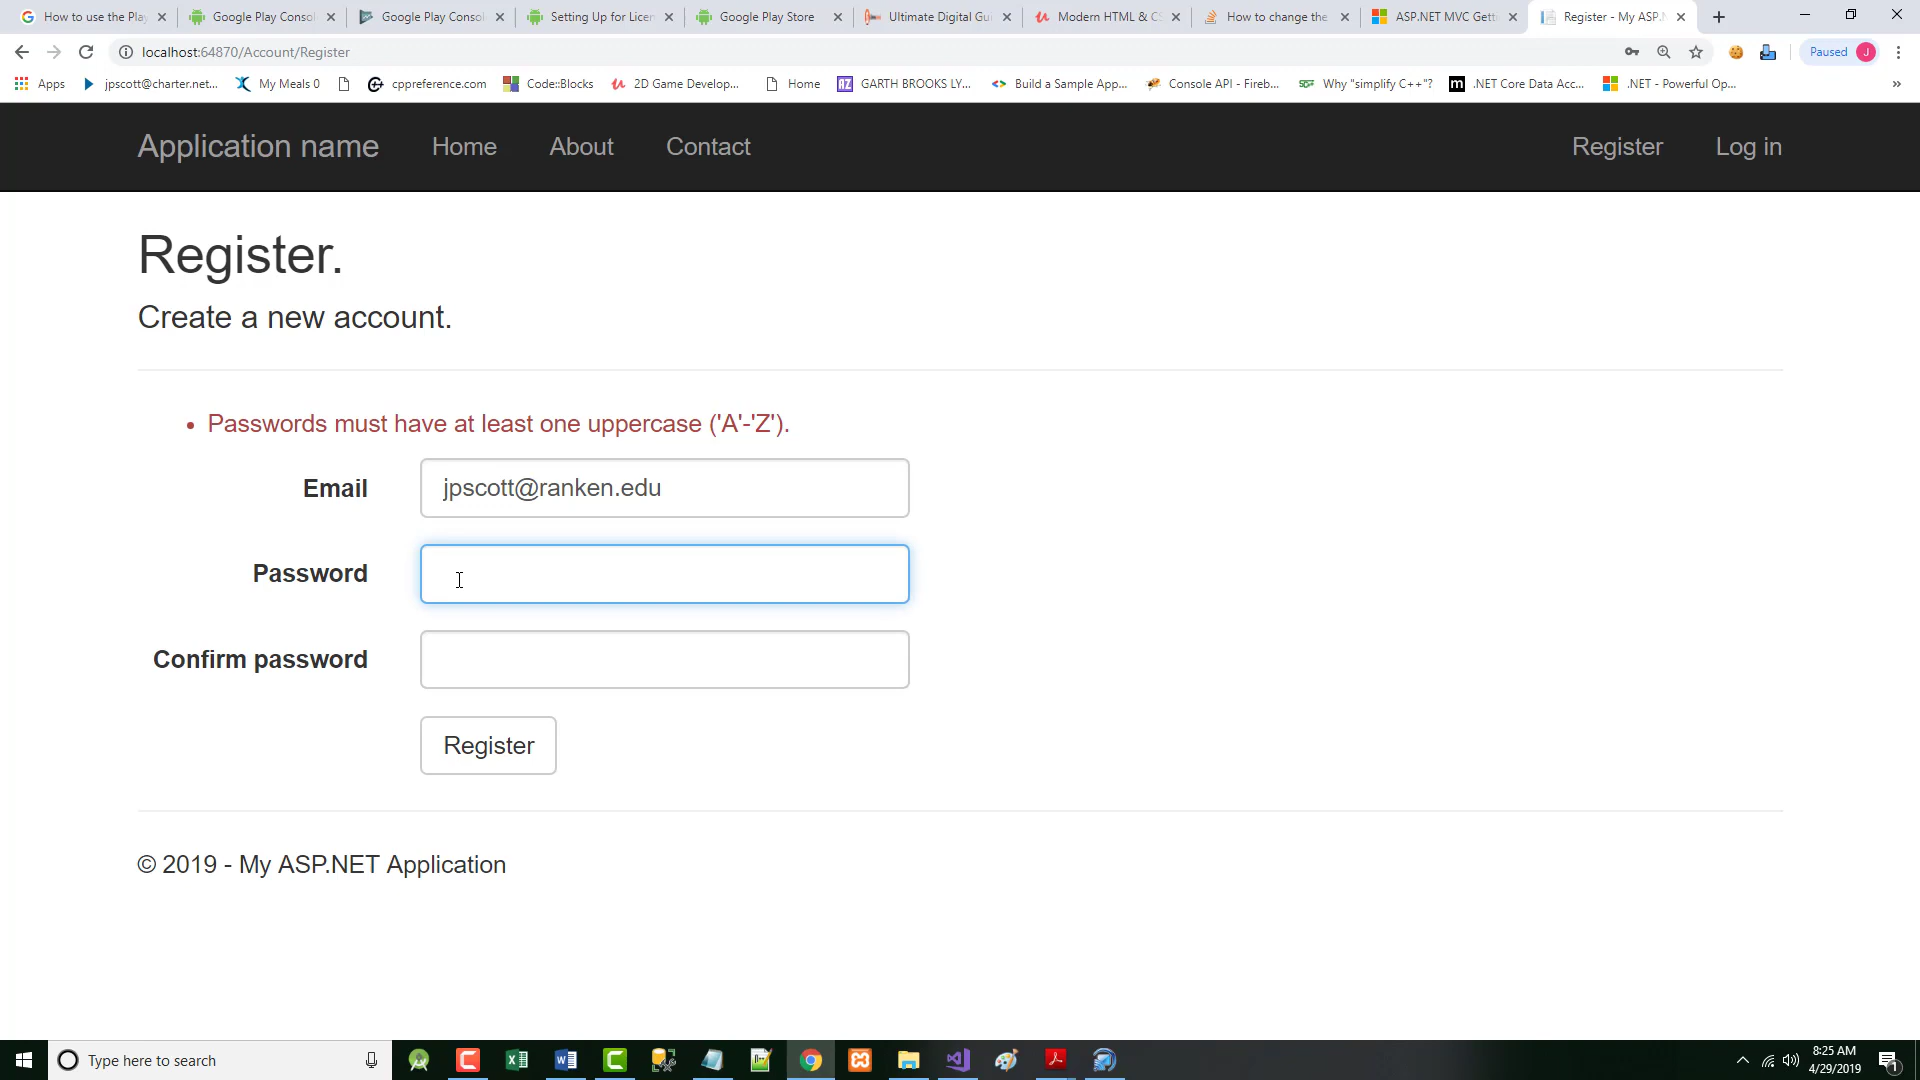 How to use the Play
Google Play Consol
Google Play Consol
Setting Up for Licen
Google Play Store
Ultimate Digital Gui
Modern HTML & CS
How to change the
ASP.NET MVC Getti
Register - My ASP.N
localhost:64870/Account/Register
Paused
J
Apps
jpscott@charter.net...
My Meals 0
cppreference.com
Code::Blocks
2D Game Develop...
Home
AZ
GARTH BROOKS LY...
Build a Sample App...
Console API - Fireb...
Why "simplify C++"?
m
.NET Core Data Acc...
.NET - Powerful Op...
»
Application name
Home
About
Contact
Register
Log in
Register.
Create a new account.
• Passwords must have at least one uppercase ('A'-'Z').
Email
jpscott@ranken.edu
Password
Confirm password
Register
© 2019 - My ASP.NET Application
Type here to search
8:25 AM
4/29/2019
1